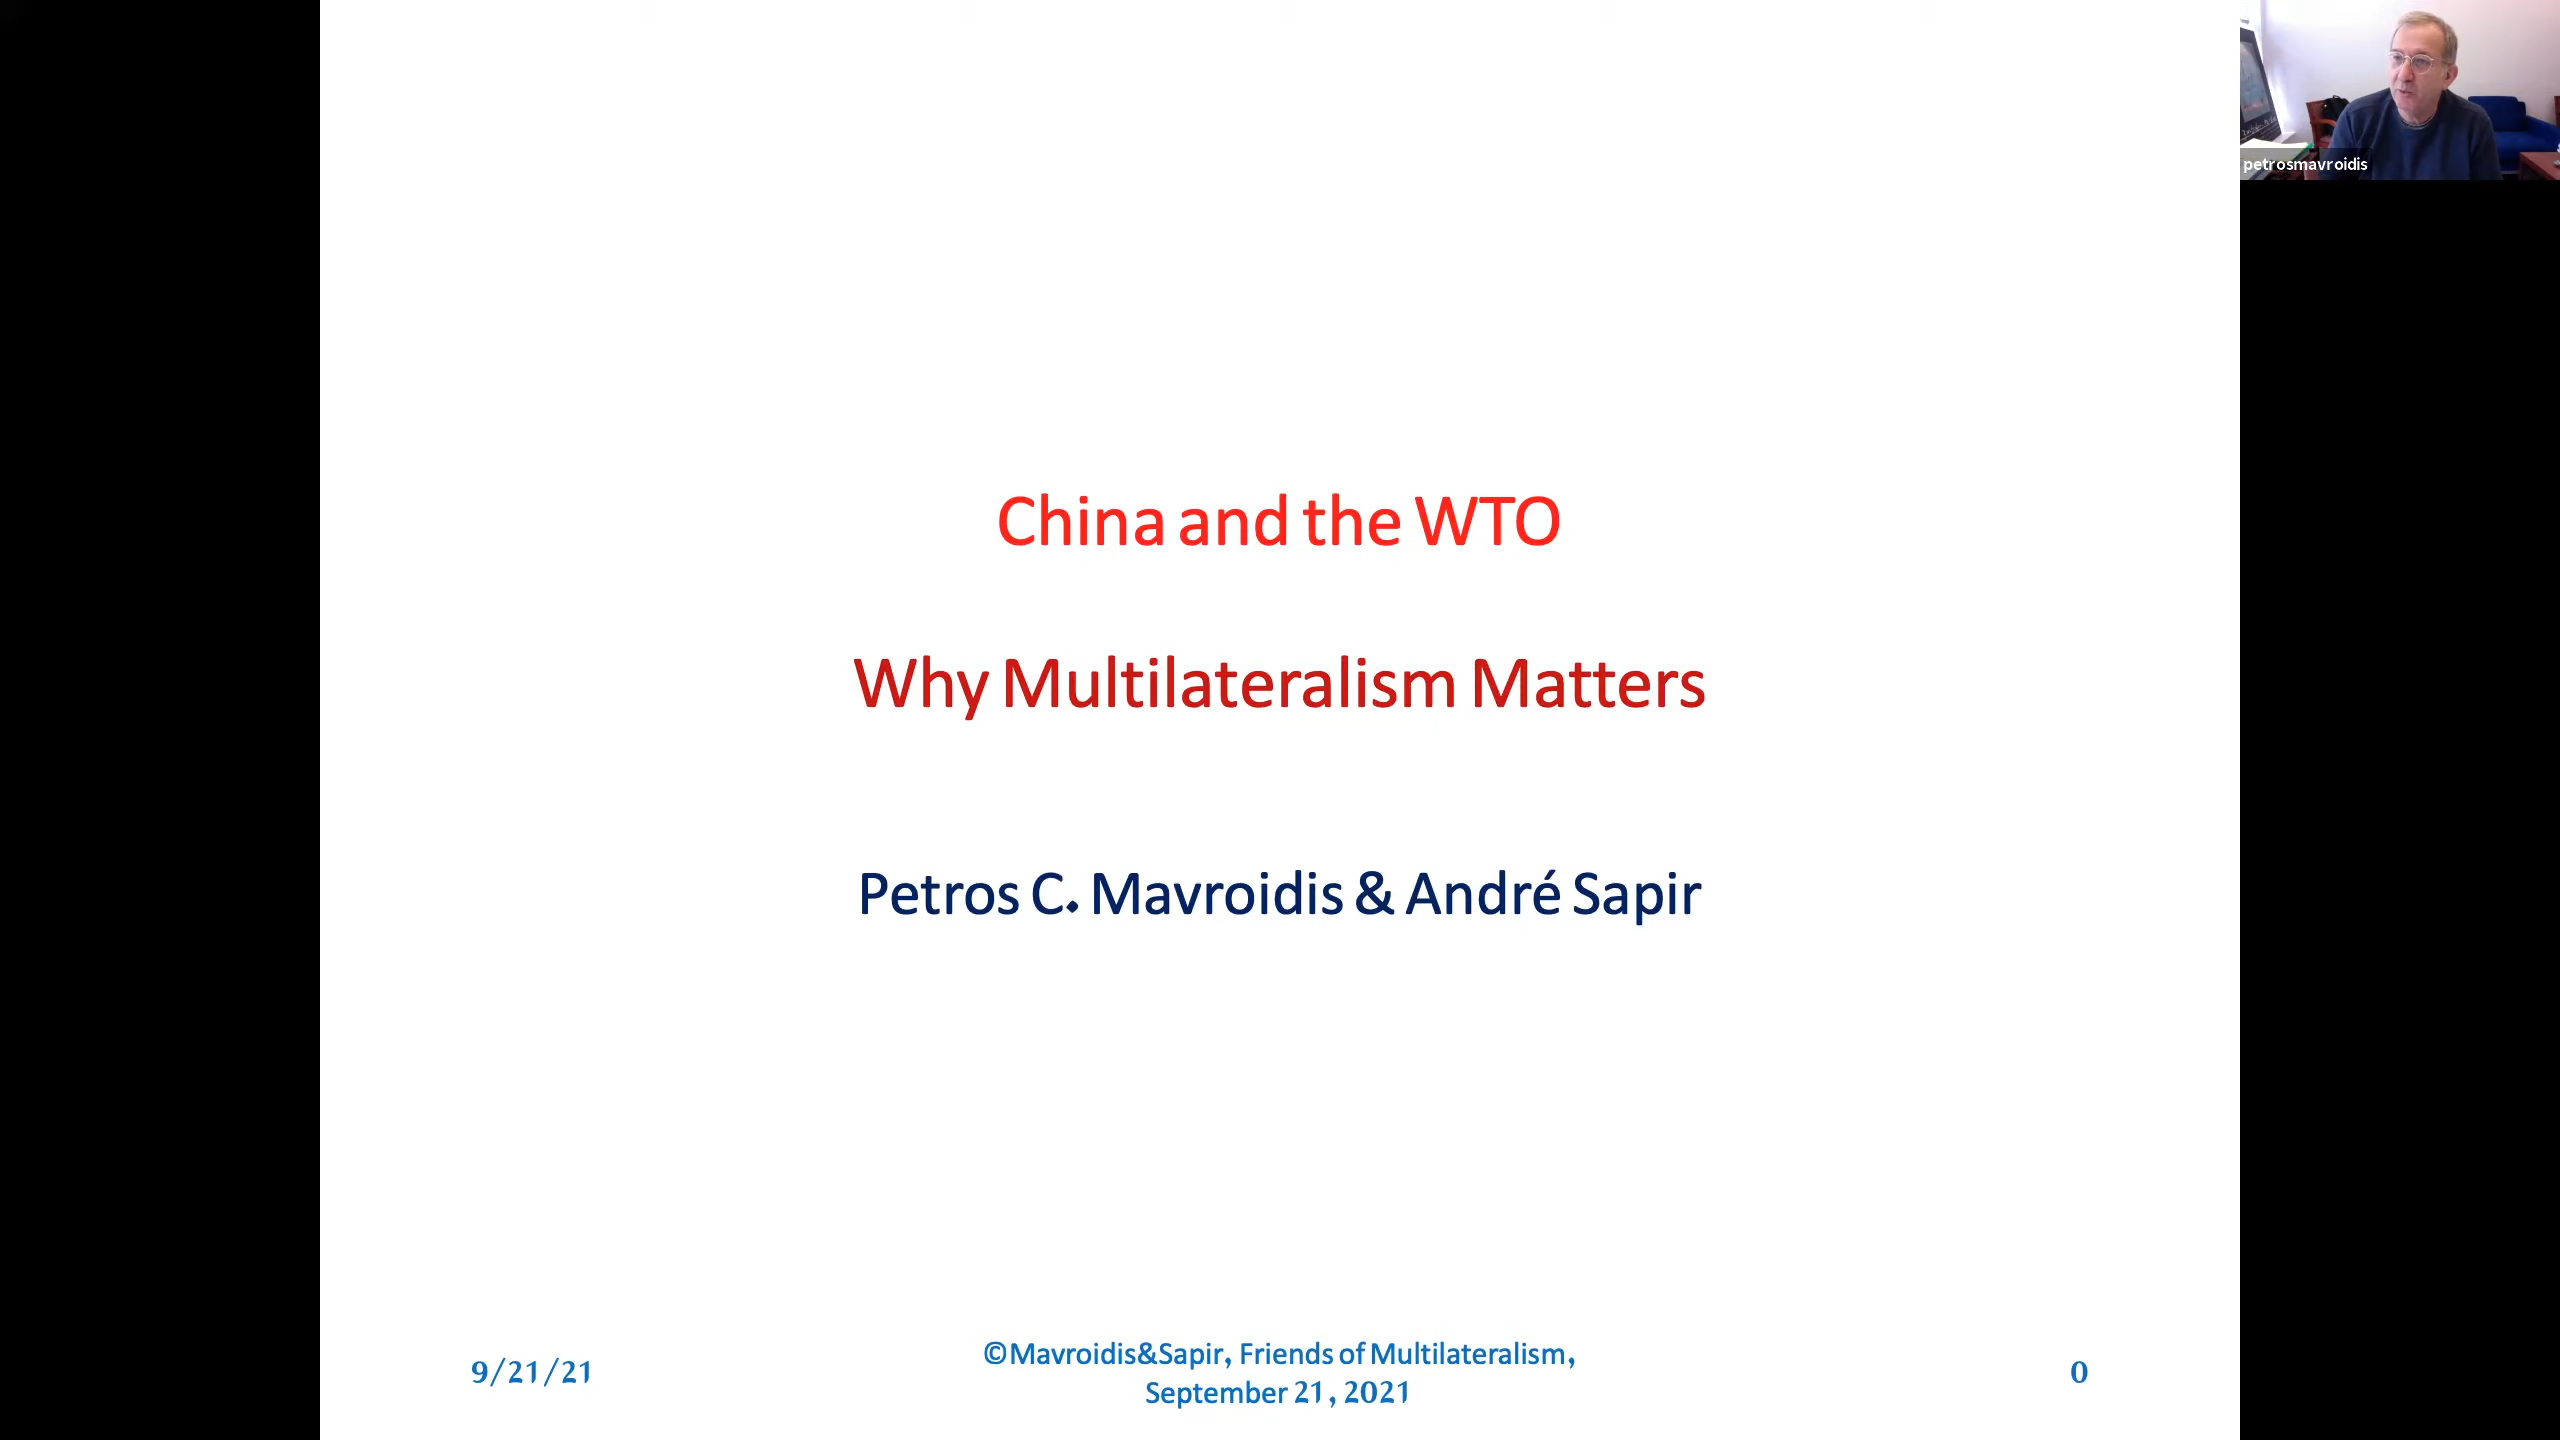 petrosmavroidis
China and the WTO
Why Multilateralism Matters
Petros C. Mavroidis & André Sapir
9/21/21
©Mavroidis&Sapir, Friends of Multilateralism,
September 21, 2021
0